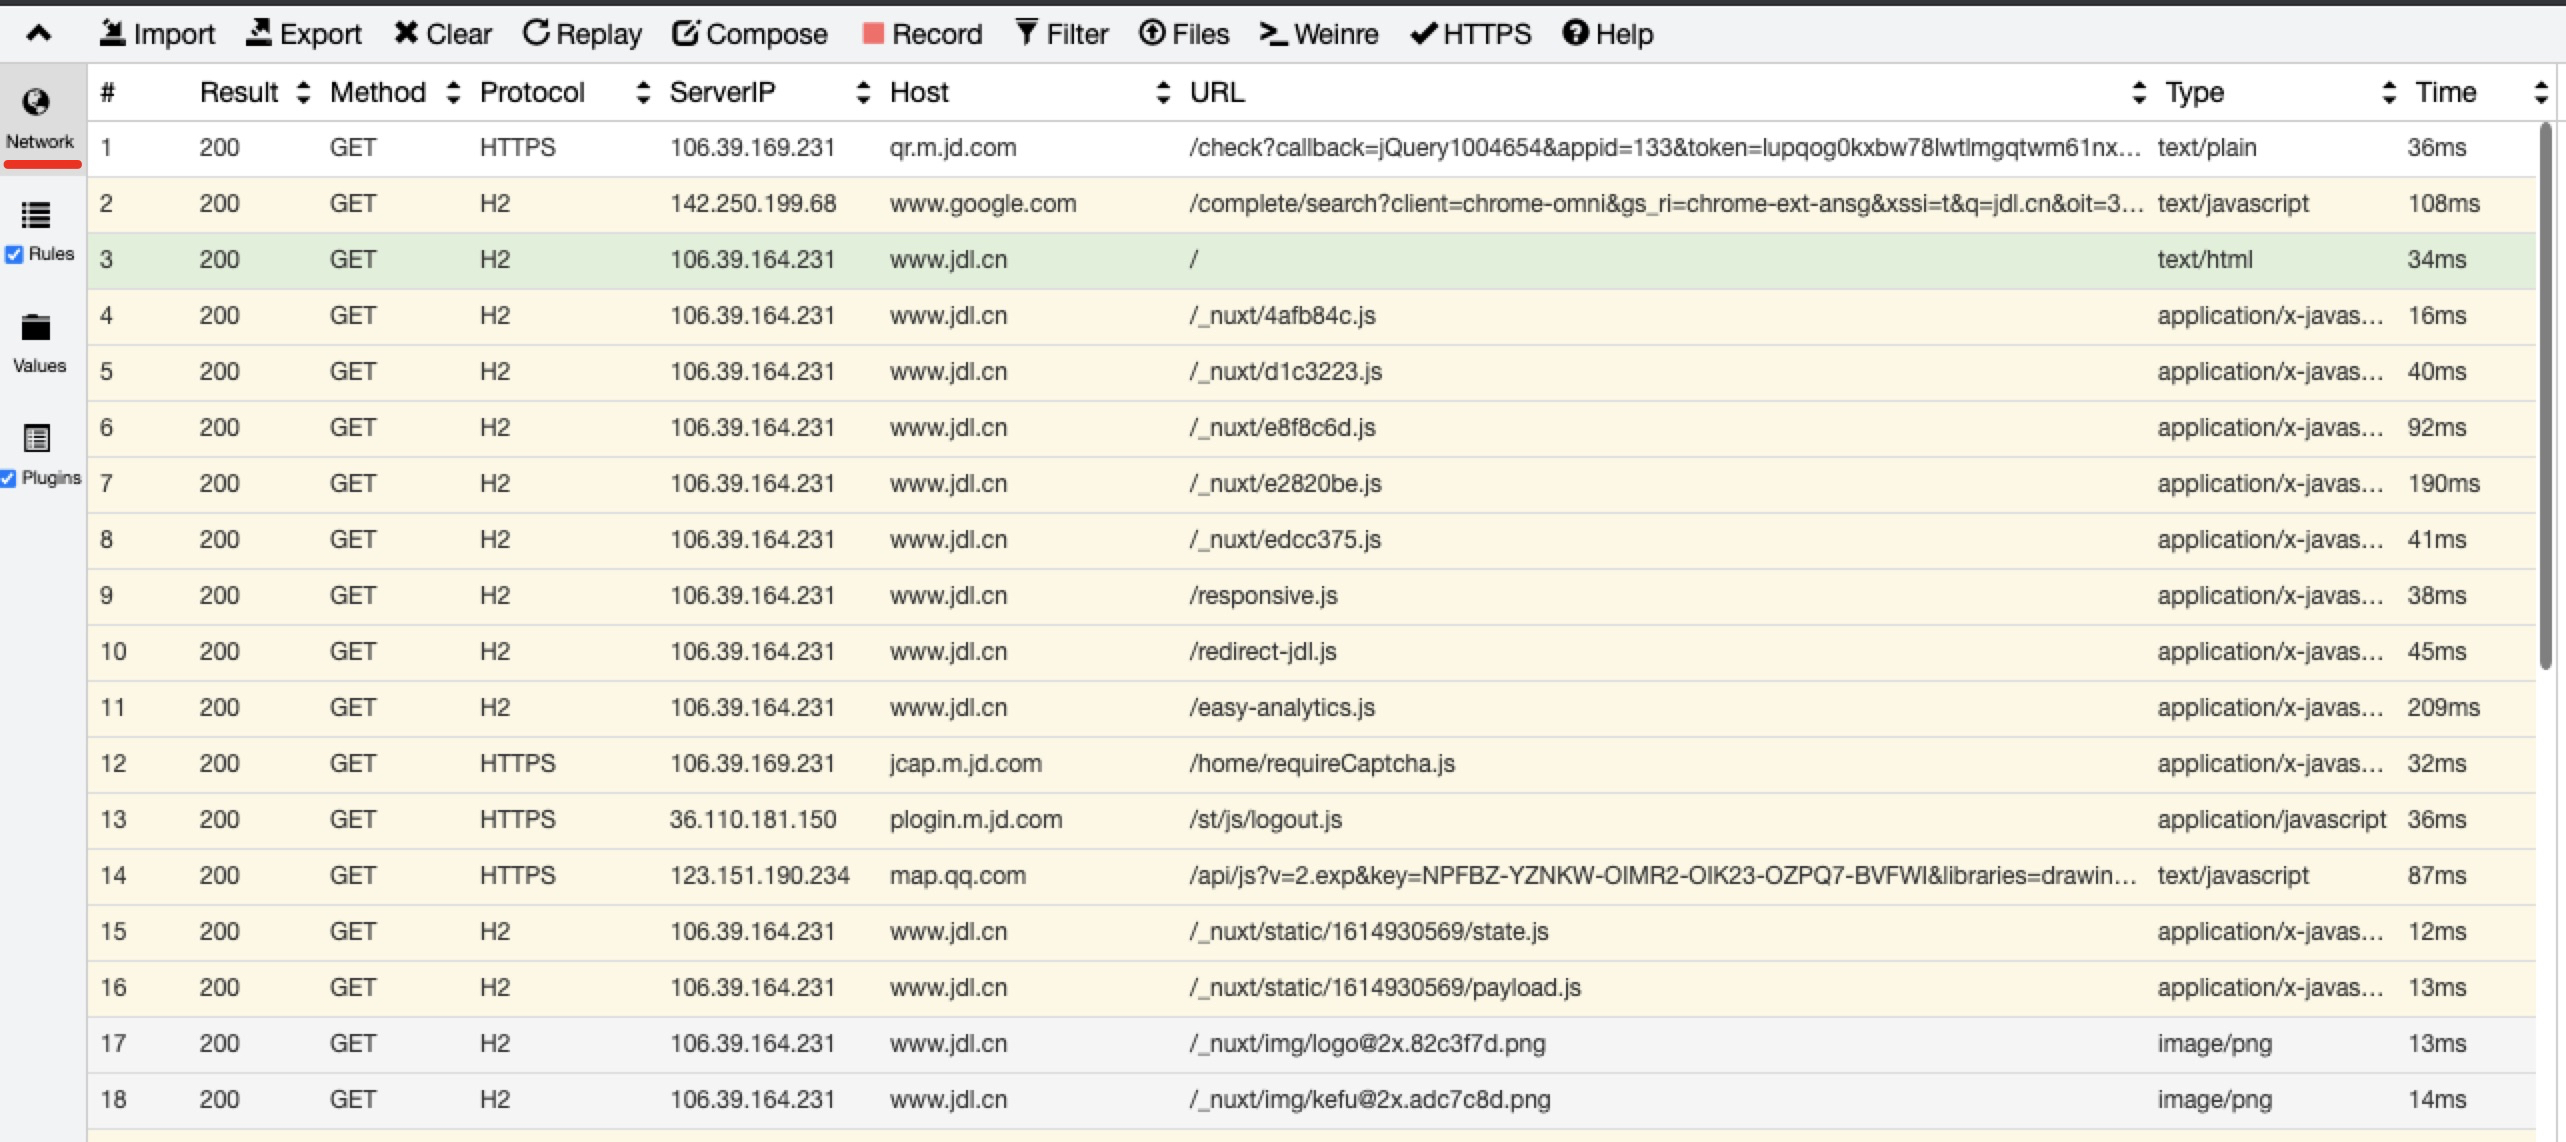 Import Export Clear Replay Compose Record Filter Files Weinre HTTPS Help
# Result Method Protocol ServerIP Host URL Type Time
Network
Rules
Values
Plugins
1 200 GET HTTPS 106.39.169.231 qr.m.jd.com /check?callback=jQuery1004654&appid=133&token=lupqog0kxbw78lwtlmgqtwm61nx... text/plain 36ms
2 200 GET H2 142.250.199.68 www.google.com /complete/search?client=chrome-omni&gs_ri=chrome-ext-ansg&xssi=t&q=jdl.cn&oit=3... text/javascript 108ms
3 200 GET H2 106.39.164.231 www.jdl.cn / text/html 34ms
4 200 GET H2 106.39.164.231 www.jdl.cn /_nuxt/4afb84c.js application/x-javas... 16ms
5 200 GET H2 106.39.164.231 www.jdl.cn /_nuxt/d1c3223.js application/x-javas... 40ms
6 200 GET H2 106.39.164.231 www.jdl.cn /_nuxt/e8f8c6d.js application/x-javas... 92ms
7 200 GET H2 106.39.164.231 www.jdl.cn /_nuxt/e2820be.js application/x-javas... 190ms
8 200 GET H2 106.39.164.231 www.jdl.cn /_nuxt/edcc375.js application/x-javas... 41ms
9 200 GET H2 106.39.164.231 www.jdl.cn /responsive.js application/x-javas... 38ms
10 200 GET H2 106.39.164.231 www.jdl.cn /redirect-jdl.js application/x-javas... 45ms
11 200 GET H2 106.39.164.231 www.jdl.cn /easy-analytics.js application/x-javas... 209ms
12 200 GET HTTPS 106.39.169.231 jcap.m.jd.com /home/requireCaptcha.js application/x-javas... 32ms
13 200 GET HTTPS 36.110.181.150 plogin.m.jd.com /st/js/logout.js application/javascript 36ms
14 200 GET HTTPS 123.151.190.234 map.qq.com /api/js?v=2.exp&key=NPFBZ-YZNKW-OIMR2-OIK23-OZPQ7-BVFWI&libraries=drawin... text/javascript 87ms
15 200 GET H2 106.39.164.231 www.jdl.cn /_nuxt/static/1614930569/state.js application/x-javas... 12ms
16 200 GET H2 106.39.164.231 www.jdl.cn /_nuxt/static/1614930569/payload.js application/x-javas... 13ms
17 200 GET H2 106.39.164.231 www.jdl.cn /_nuxt/img/logo@2x.82c3f7d.png image/png 13ms
18 200 GET H2 106.39.164.231 www.jdl.cn /_nuxt/img/kefu@2x.adc7c8d.png image/png 14ms